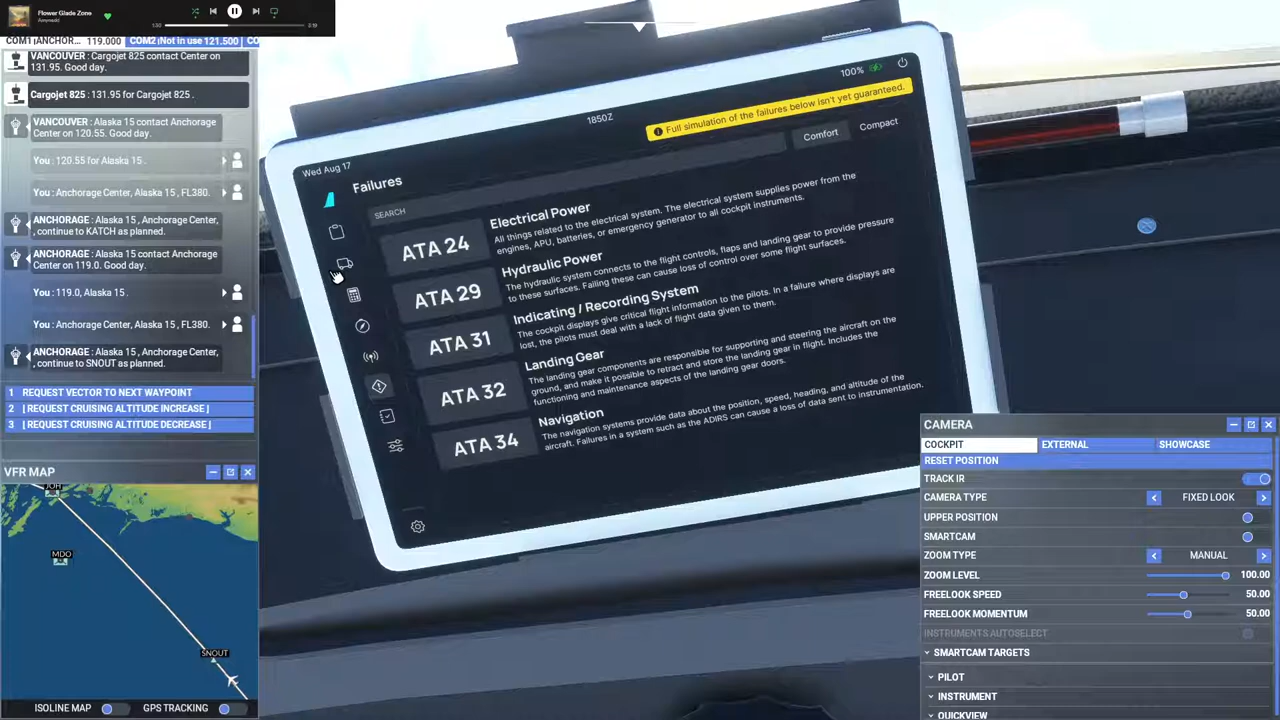 Flower Glade Zone
1:30
3:19
COM1 |ANCHOR... 119.000
COM2 |Not in use 121.500
CO
VANCOUVER : Cargojet 825 contact Center
on 131.95. Good day.
Cargojet 825 : 131.95 for Cargojet 825 .
VANCOUVER : Alaska 15 contact Anchorage
Center on 120.55. Good day.
You : 120.55 for Alaska 15 .
You : Anchorage Center, Alaska 15 , FL380.
ANCHORAGE : Alaska 15 , Anchorage Center,
continue to KATCH as planned.
ANCHORAGE : Alaska 15 contact Anchorage
Center on 119.0. Good day.
You : 119.0, Alaska 15 .
You : Anchorage Center, Alaska 15 , FL380.
ANCHORAGE : Alaska 15 , Anchorage Center,
, continue to SNOUT as planned.
1 REQUEST VECTOR TO NEXT WAYPOINT
2 [ REQUEST CRUISING ALTITUDE INCREASE ]
3 [ REQUEST CRUISING ALTITUDE DECREASE ]
VFR MAP
JOH
MDO
SNOUT
ISOLINE MAP
GPS TRACKING
Wed Aug 17
1850Z
100%
Full simulation of the failures below isn't yet guaranteed.
Failures
SEARCH
Comfort
Compact
ATA 24
Electrical Power
All things related to the electrical system. The electrical system supplies power from the
engines, APU, batteries, or emergency generator to all cockpit instruments.
ATA 29
Hydraulic Power
The hydraulic system connects to the flight controls, flaps and landing gear to provide pressure
to these surfaces. Failing these can cause loss of control over some flight surfaces.
ATA 31
Indicating / Recording System
The cockpit displays give critical flight information to the pilots. In a failure where displays are
lost, the pilots must deal with a lack of flight data given to them.
ATA 32
Landing Gear
The landing gear components are responsible for supporting and steering the aircraft on the
ground, and make it possible to retract and store the landing gear in flight. Includes the
functioning and maintenance aspects of the landing gear doors.
ATA 34
Navigation
The navigation systems provide data about the position, speed, heading, and altitude of the
aircraft. Failures in a system such as the ADIRS can cause a loss of data sent to instrumentation.
CAMERA
COCKPIT
EXTERNAL
SHOWCASE
RESET POSITION
TRACK IR
CAMERA TYPE
FIXED LOOK
UPPER POSITION
SMARTCAM
ZOOM TYPE
MANUAL
ZOOM LEVEL
100.00
FREELOOK SPEED
50.00
FREELOOK MOMENTUM
50.00
INSTRUMENTS AUTOSELECT
SMARTCAM TARGETS
PILOT
INSTRUMENT
QUICKVIEW